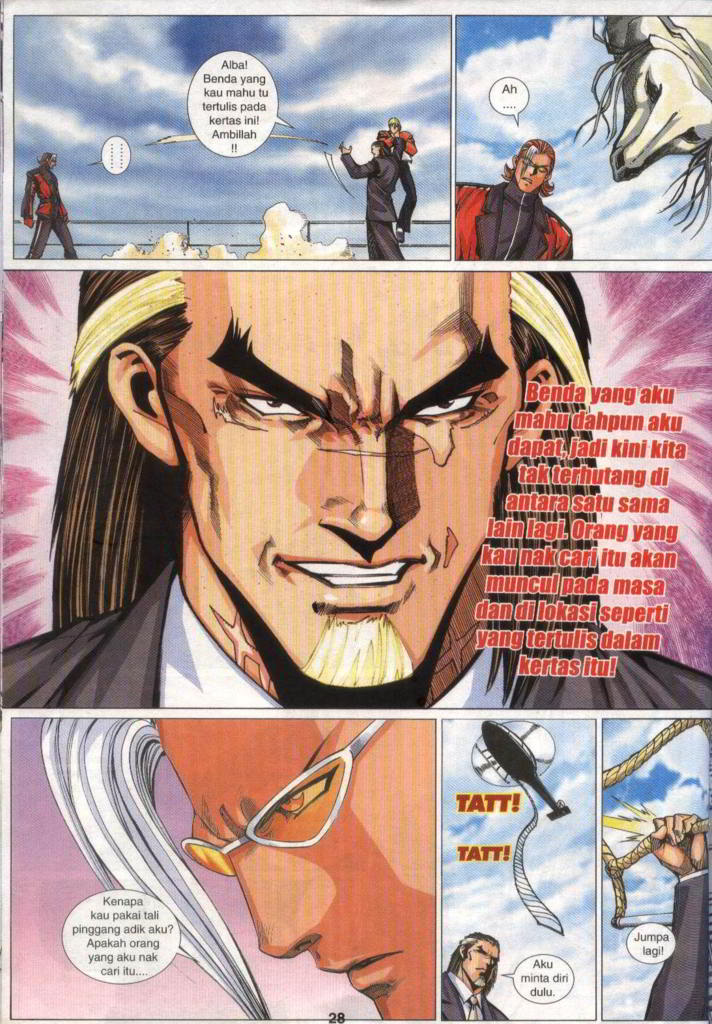 Alba!
Benda yang
kau mahu tu
tertulis pada
kertas ini!
Ambillah
!!
Ah
....
Benda yang aku
mahu dahpun aku
dapat, jadi kini kita
tak terhutang di
antara satu sama
lain lagi. Orang yang
kau nak cari itu akan
muncul pada masa
dan di lokasi seperti
yang tertulis dalam
kertas itu!
Kenapa
kau pakai tali
pinggang adik aku?
Apakah orang
yang aku nak
cari itu....
TATT!
TATT!
Aku
minta diri
dulu.
Jumpa
lagi!
28